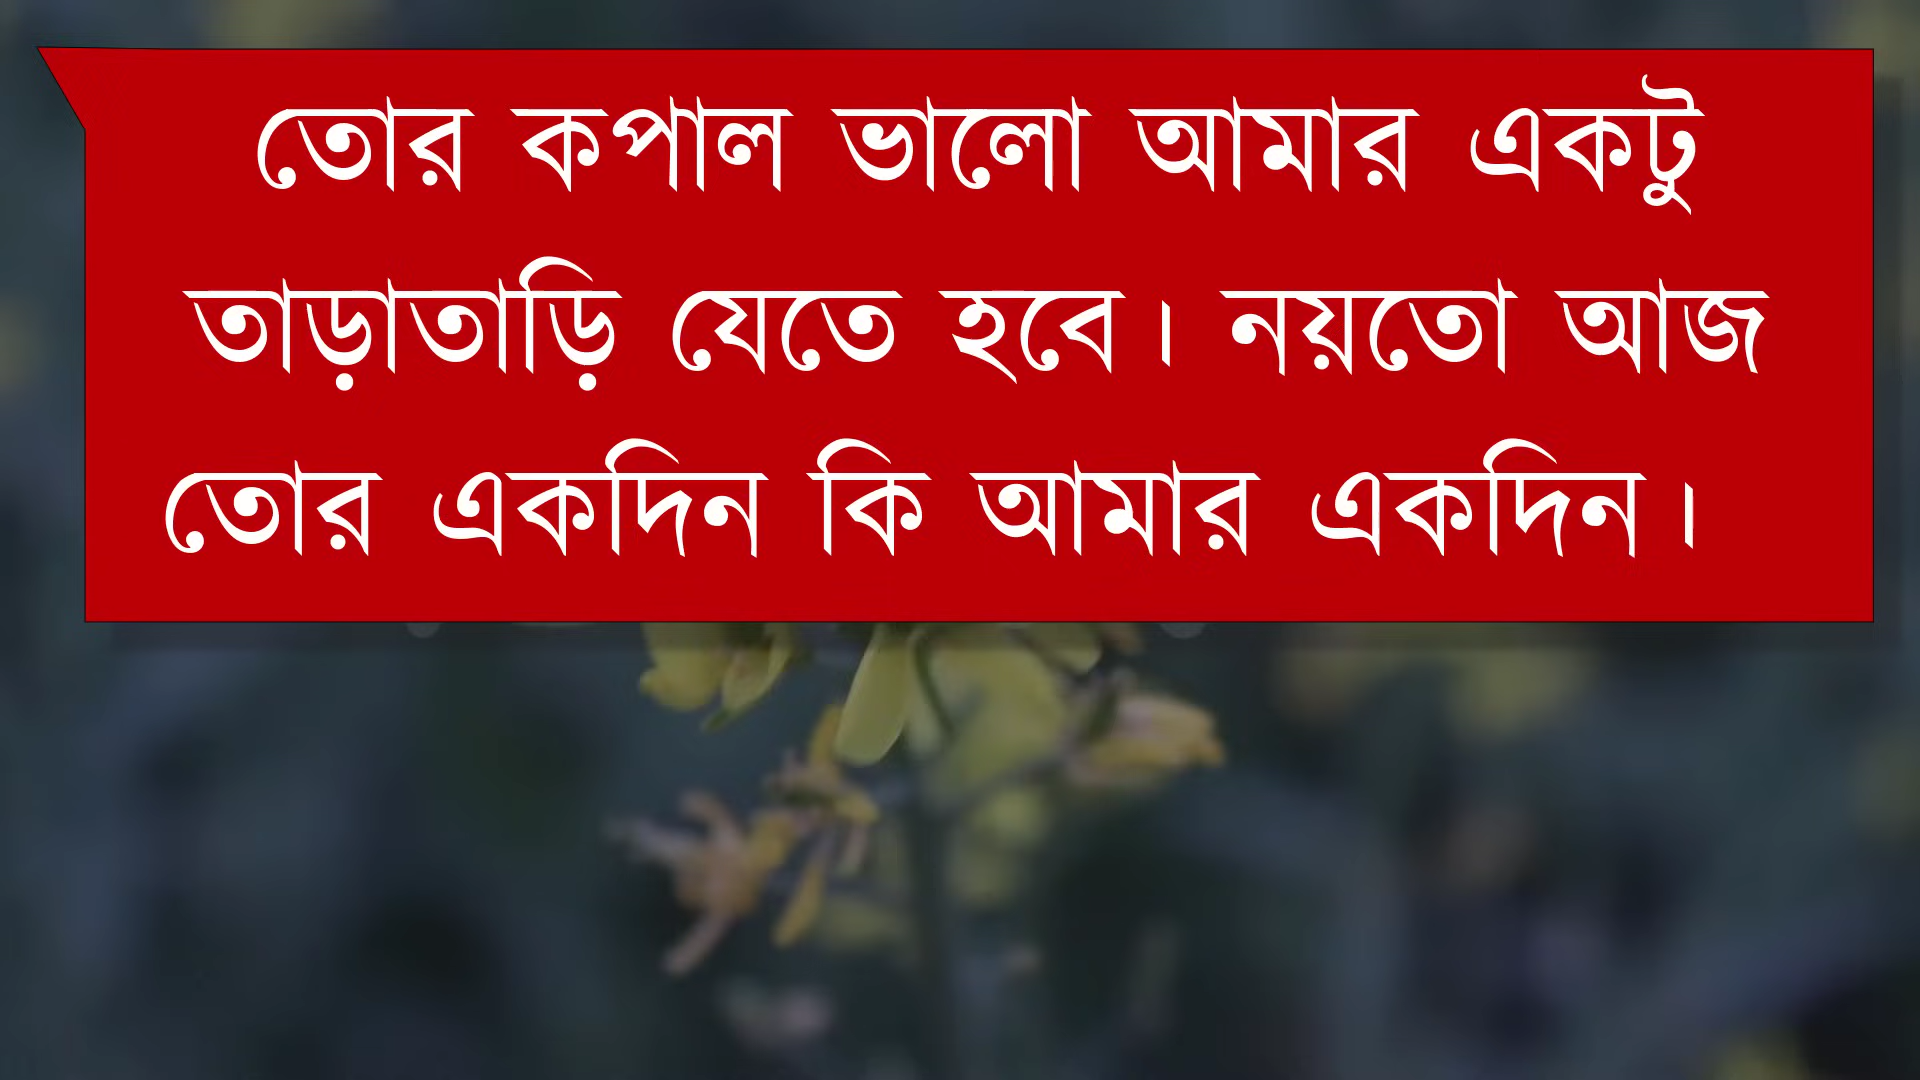 তোর কপাল ভালো আমার একটু
তাড়াতাড়ি যেতে হবে। নয়তো আজ
তোর একদিন কি আমার একদিন।